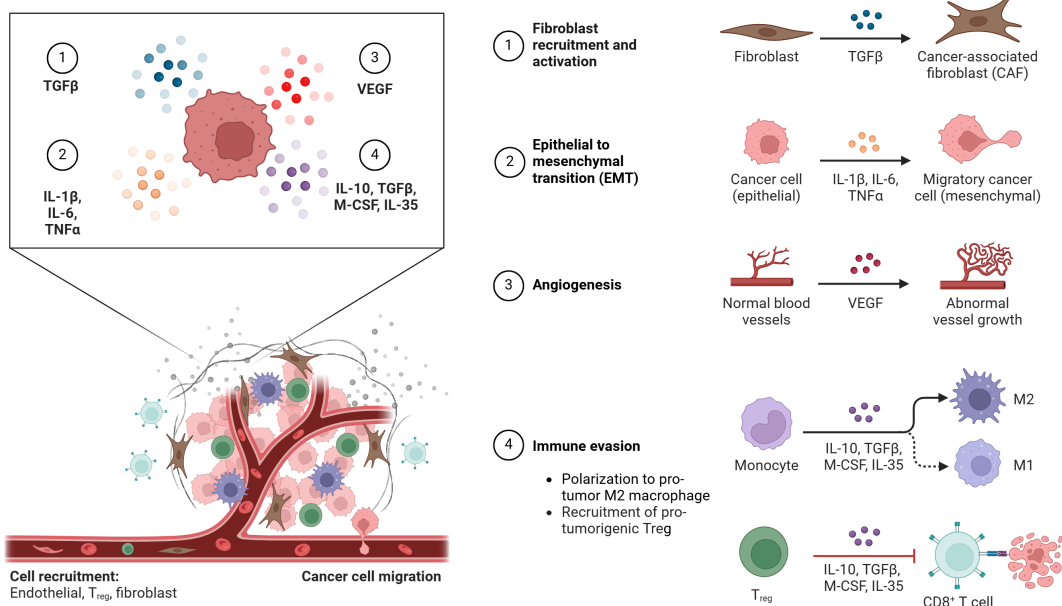 1
TGFβ
3
VEGF
2
IL-1β,
IL-6,
TNFα
4
IL-10, TGFβ,
M-CSF, IL-35
Cell recruitment:
Endothelial, Treg, fibroblast
Cancer cell migration
1
Fibroblast
recruitment and
activation
Fibroblast
TGFβ
Cancer-associated
fibroblast (CAF)
2
Epithelial to
mesenchymal
transition (EMT)
Cancer cell
(epithelial)
IL-1β, IL-6,
TNFα
Migratory cancer
cell (mesenchymal)
3
Angiogenesis
Normal blood
vessels
VEGF
Abnormal
vessel growth
4
Immune evasion
• Polarization to pro-
tumor M2 macrophage
• Recruitment of pro-
tumorigenic Treg
Monocyte
IL-10, TGFβ,
M-CSF, IL-35
M2
M1
Treg
IL-10, TGFβ,
M-CSF, IL-35
CD8⁺ T cell